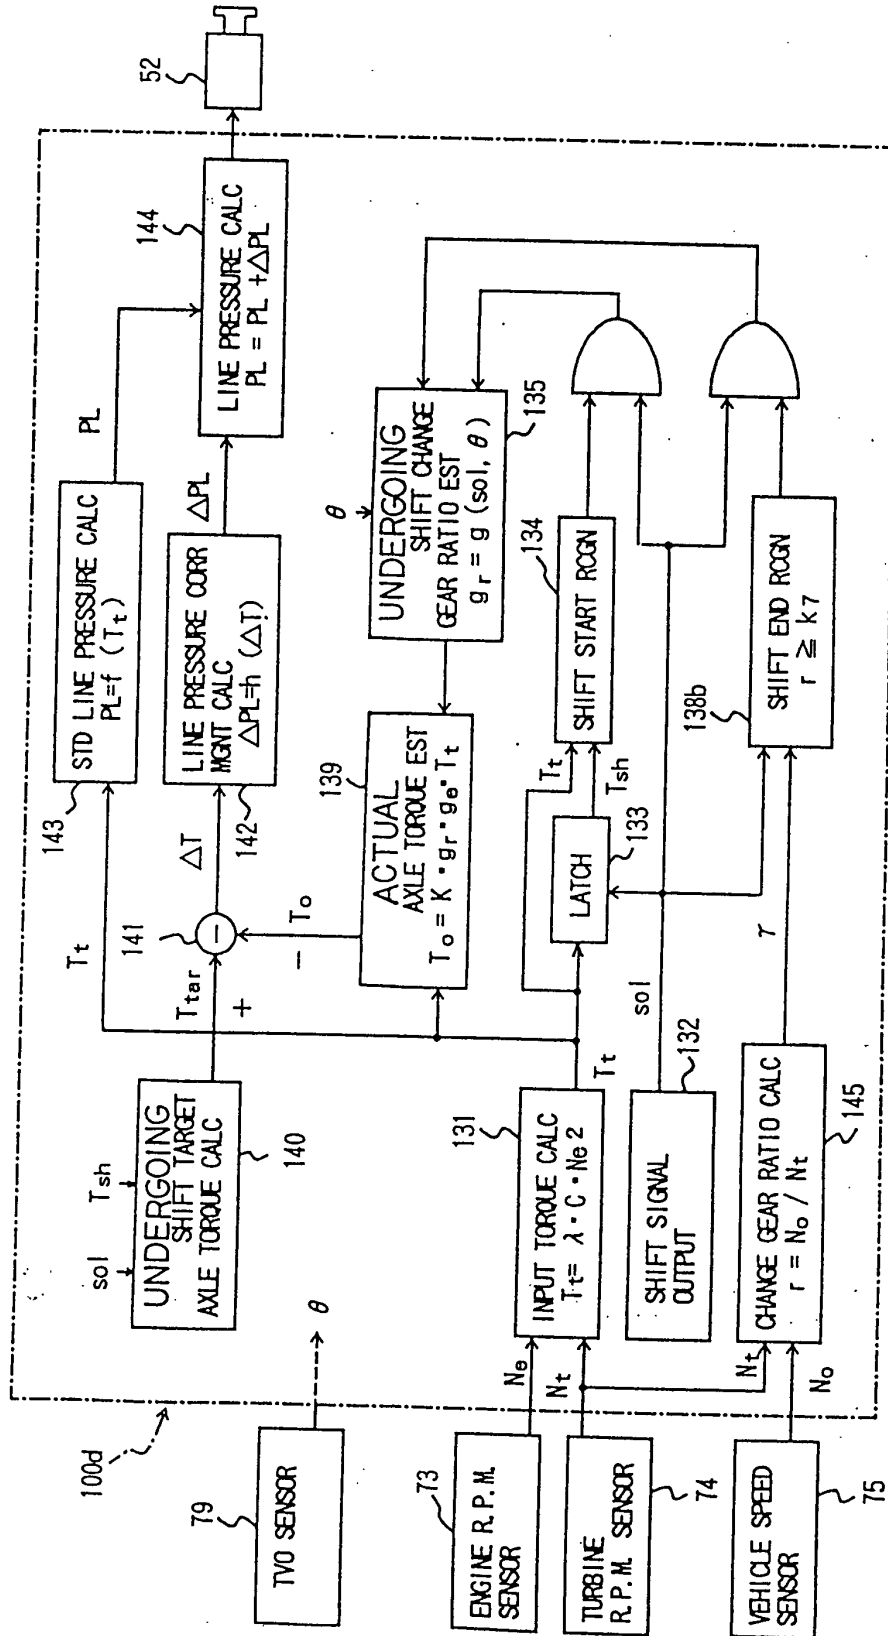 100d
79
TVO SENSOR
θ
73
ENGINE R.P.M.
SENSOR
Ne
TURBINE
R.P.M. SENSOR
74
Nt
VEHICLE SPEED
SENSOR
75
No
Nt
sol
Tsh
UNDERGOING
SHIFT TARGET
AXLE TORQUE CALC
140
Ttar
+
141
−
ΔT
−
To
Tt
143
STD LINE PRESSURE CALC
PL=f (Tt)
PL
142
LINE PRESSURE CORR
MGNT CALC
ΔPL=h (ΔT)
ΔPL
144
LINE PRESSURE CALC
PL = PL +ΔPL
52
139
ACTUAL
AXLE TORQUE EST
To = K・gr・ge・Tt
θ
UNDERGOING
SHIFT CHANGE
GEAR RATIO EST
gr = g (sol, θ )
135
131
INPUT TORQUE CALC
Tt= λ・C・Ne2
Tt
LATCH
133
Tt
Tsh
134
SHIFT START RCGN
SHIFT SIGNAL
OUTPUT
132
sol
CHANGE GEAR RATIO CALC
r = No / Nt
145
r
138b
SHIFT END RCGN
r ≧ k7